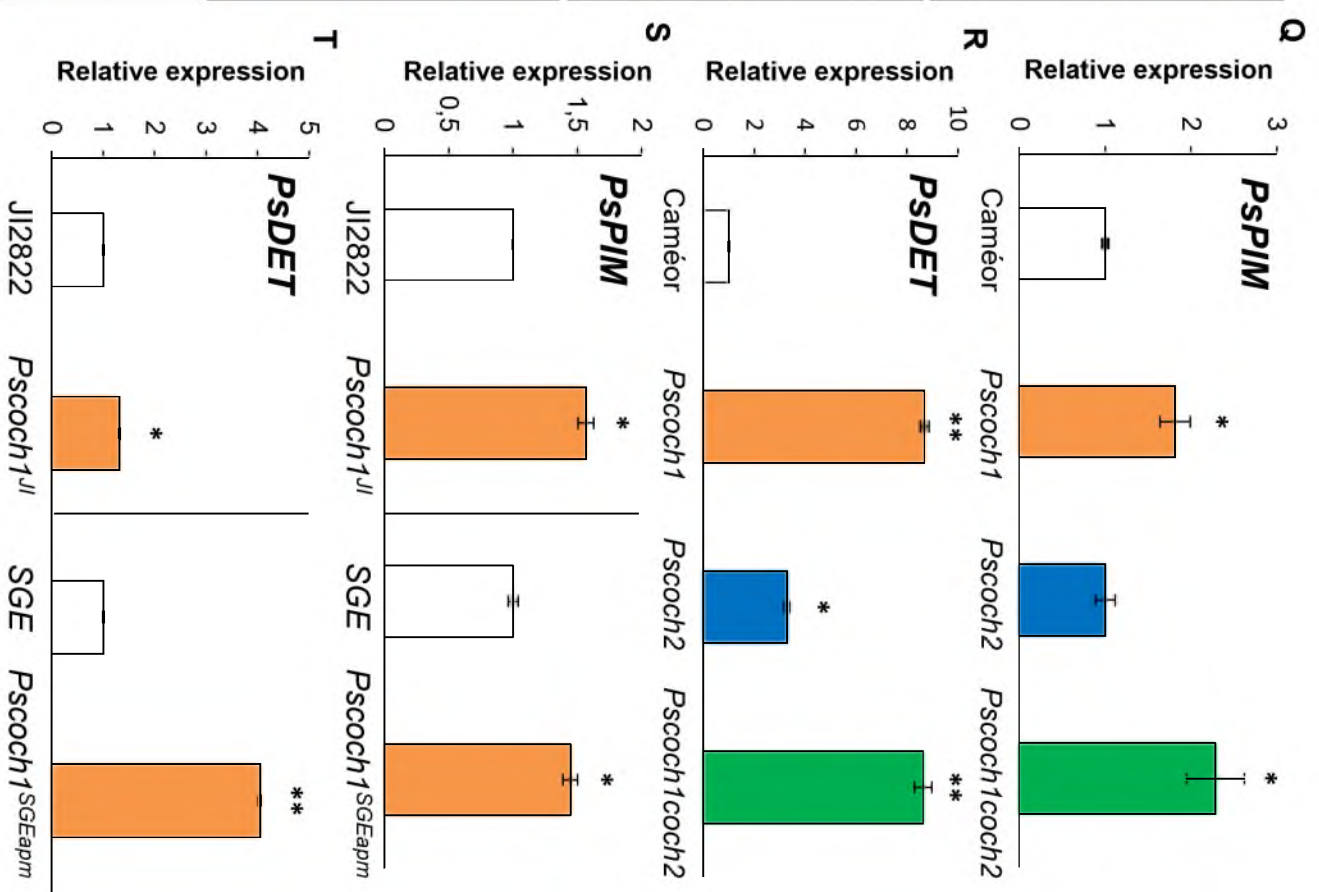 Q
PsPIM
Relative expression
3
2
1
0
*
*
Caméor
Pscoch1
Pscoch2
Pscoch1coch2
R
PsDET
Relative expression
10
8
6
4
2
0
**
*
**
Caméor
Pscoch1
Pscoch2
Pscoch1coch2
S
PsPIM
Relative expression
2
1,5
1
0,5
0
*
*
JI2822
Pscoch1JI
SGE
Pscoch1SGEapm
T
PsDET
Relative expression
5
4
3
2
1
0
*
**
JI2822
Pscoch1JI
SGE
Pscoch1SGEapm